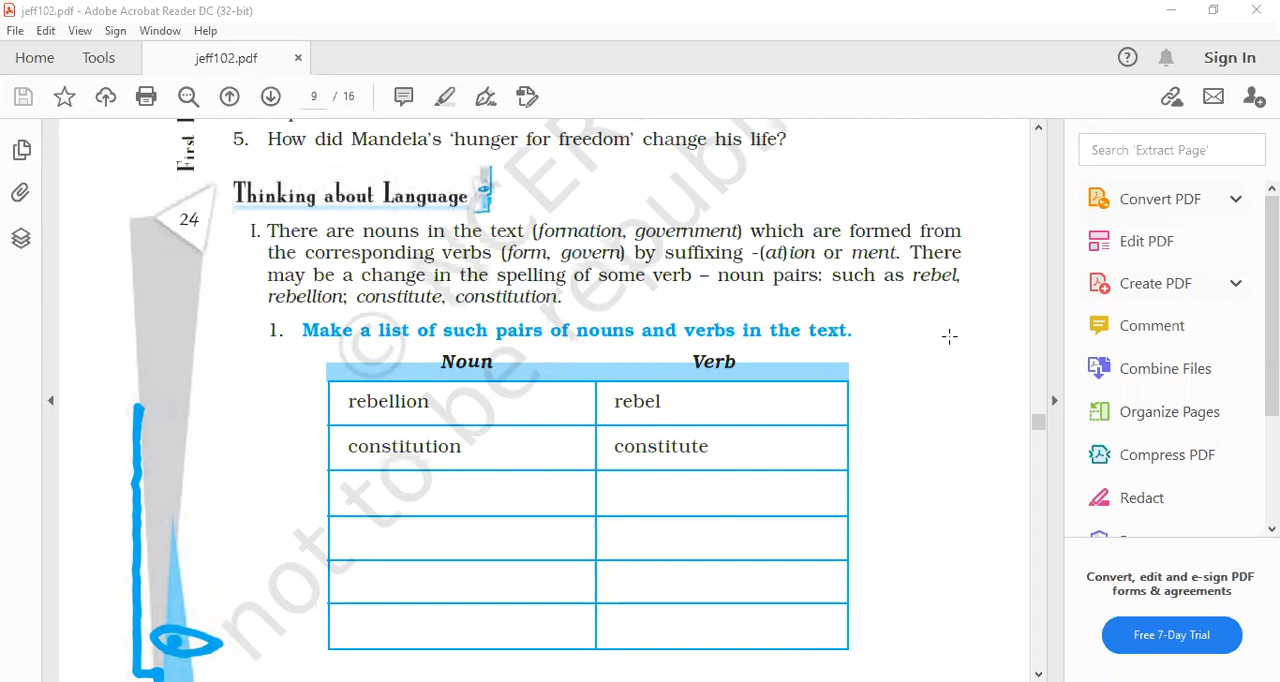 jeff102.pdf - Adobe Acrobat Reader DC (32-bit)
File Edit View Sign Window Help
Home Tools jeff102.pdf × Sign In
9 / 16
First
5. How did Mandela's 'hunger for freedom' change his life?
Thinking about Language
24
I. There are nouns in the text (formation, government) which are formed from
the corresponding verbs (form, govern) by suffixing -(at)ion or ment. There
may be a change in the spelling of some verb – noun pairs: such as rebel,
rebellion; constitute, constitution.
1. Make a list of such pairs of nouns and verbs in the text.
Noun Verb
rebellion rebel
constitution constitute
© NCER
not to be republi
Search 'Extract Page'
Convert PDF
Edit PDF
Create PDF
Comment
Combine Files
Organize Pages
Compress PDF
Redact
Convert, edit and e-sign PDF
forms & agreements
Free 7-Day Trial